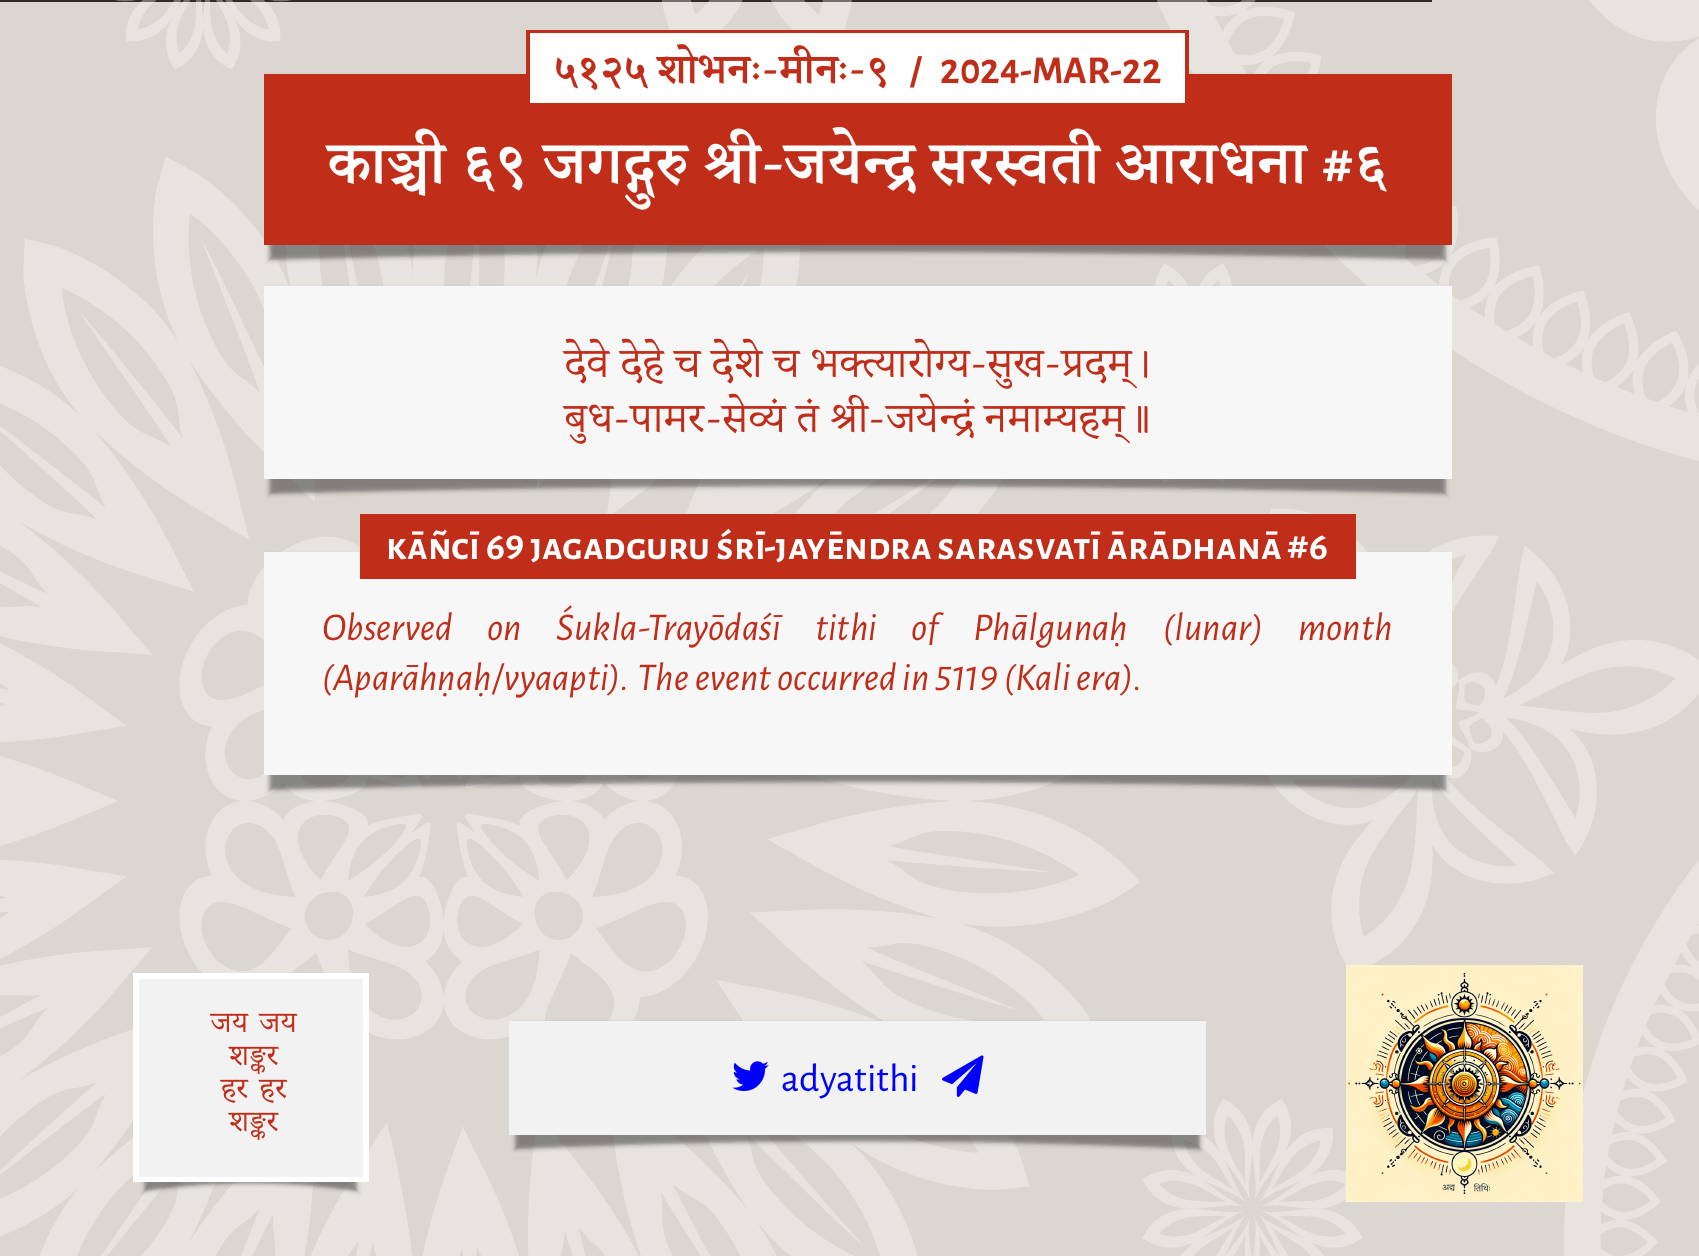 ५१२५ शोभनः-मीनः-९ / 2024-MAR-22
काञ्ची ६९ जगद्गुरु श्री-जयेन्द्र सरस्वती आराधना #६
देवे देहे च देशे च भक्त्यारोग्य-सुख-प्रदम्।
बुध-पामर-सेव्यं तं श्री-जयेन्द्रं नमाम्यहम्॥
KĀÑCĪ 69 JAGADGURU ŚRĪ-JAYĒNDRA SARASVATĪ ĀRĀDHANĀ #6
Observed on Śukla-Trayōdaśī tithi of Phālgunaḥ (lunar) month
(Aparāhṇaḥ/vyaapti). The event occurred in 5119 (Kali era).
जय जय
शङ्कर
हर हर
शङ्कर
adyatithi
अद्य तिथिः